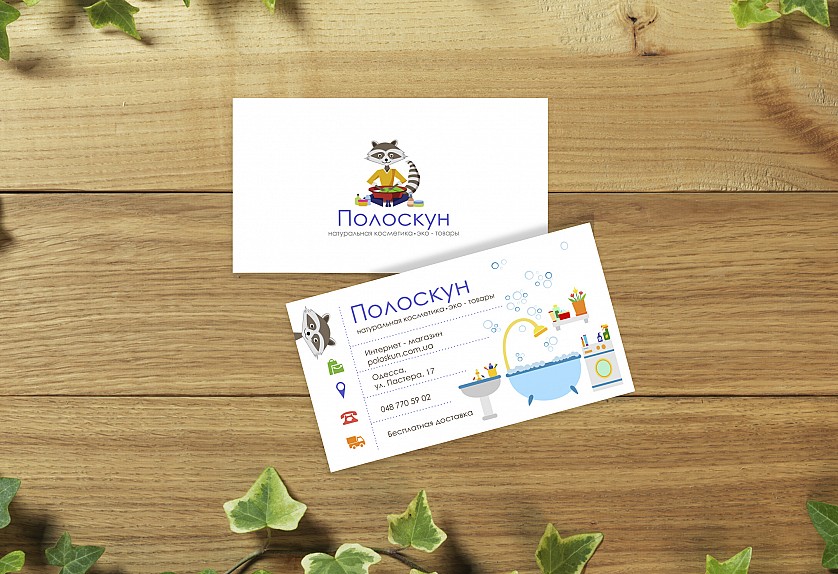 Полоскун
натуральная косметика•эко - товары
Полоскун
натуральная косметика•эко - товары
Интернет - магазин
poloskun.com.ua
Одесса,
ул. Пастера, 17
048 770 59 02
Бесплатная доставка